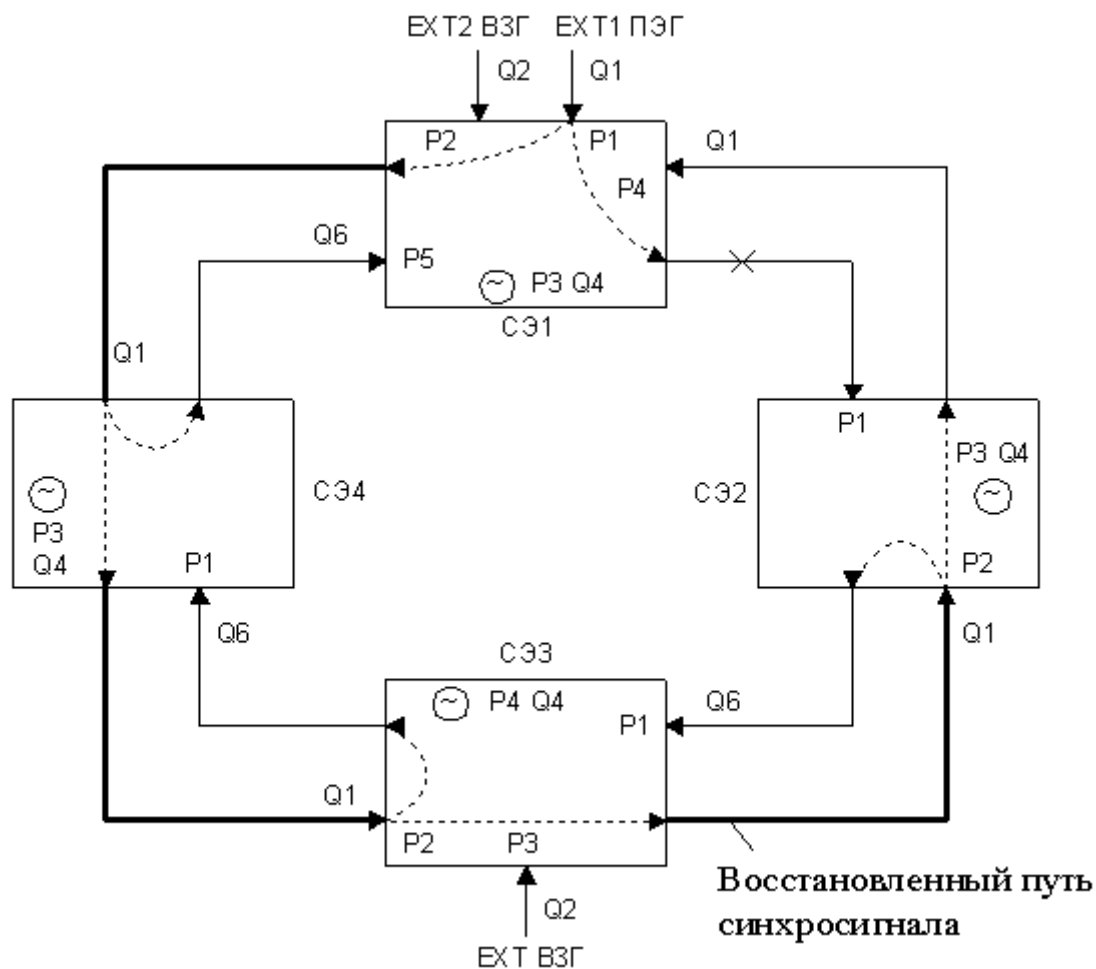 EXT2 ВЗГ EXT1 ПЭГ
Q2 Q1
P2 P1 Q1
P4
Q6 P5
P3 Q4
СЭ1
Q1
P1
P3 Q4
СЭ4 СЭ2
P3
Q4 P1 P2
Q6 СЭ3 Q1
P4 Q4 P1 Q6
Q1
P2 P3
Восстановленный путь
синхросигнала
Q2
EXT ВЗГ